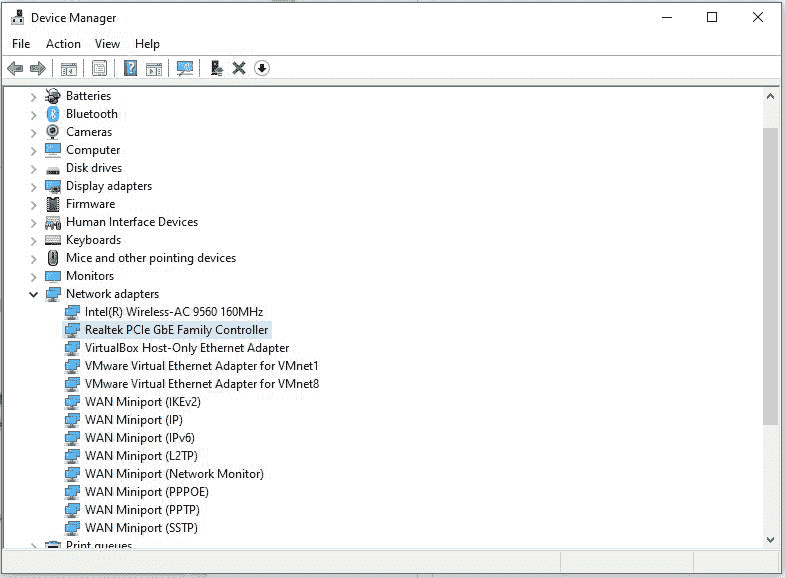 Device Manager
File Action View Help
Batteries
Bluetooth
Cameras
Computer
Disk drives
Display adapters
Firmware
Human Interface Devices
Keyboards
Mice and other pointing devices
Monitors
Network adapters
Intel(R) Wireless-AC 9560 160MHz
Realtek PCIe GbE Family Controller
VirtualBox Host-Only Ethernet Adapter
VMware Virtual Ethernet Adapter for VMnet1
VMware Virtual Ethernet Adapter for VMnet8
WAN Miniport (IKEv2)
WAN Miniport (IP)
WAN Miniport (IPv6)
WAN Miniport (L2TP)
WAN Miniport (Network Monitor)
WAN Miniport (PPPOE)
WAN Miniport (PPTP)
WAN Miniport (SSTP)
Print queues